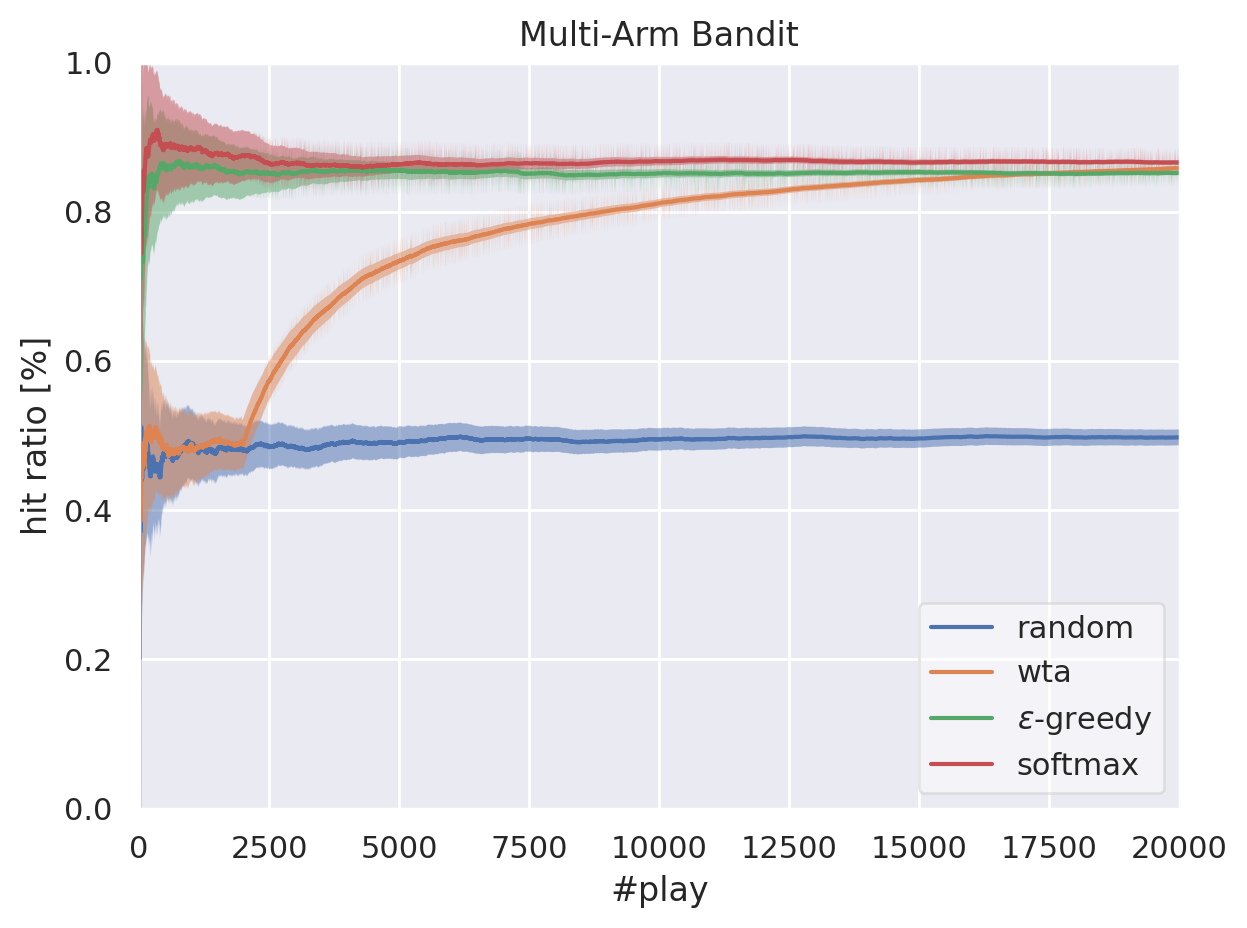 Multi-Arm Bandit
hit ratio [%]
1.0
0.8
0.6
0.4
0.2
0.0
0 2500 5000 7500 10000 12500 15000 17500 20000
#play
random
wta
ε-greedy
softmax